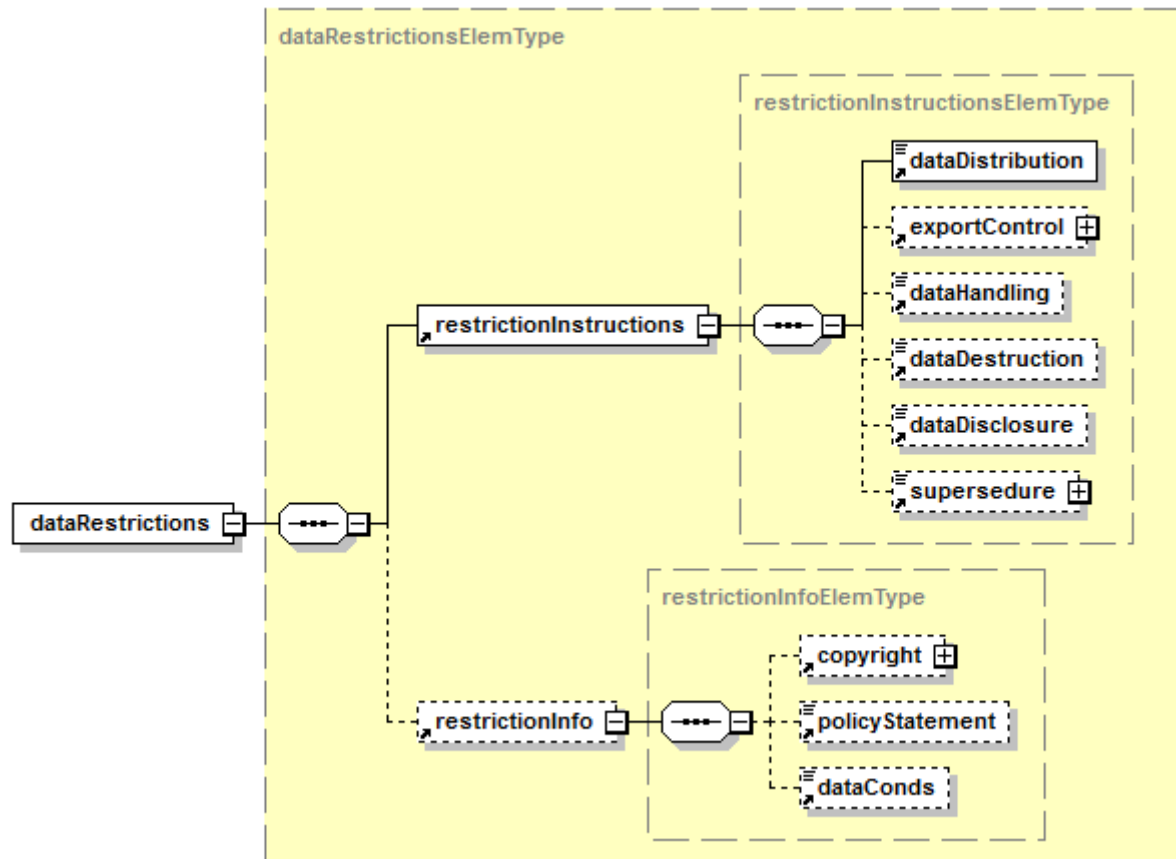 dataRestrictionsElemType
restrictionInstructionsElemType
dataDistribution
exportControl
dataHandling
restrictionInstructions
dataDestruction
dataDisclosure
supersedure
dataRestrictions
restrictionInfoElemType
copyright
restrictionInfo
policyStatement
dataConds